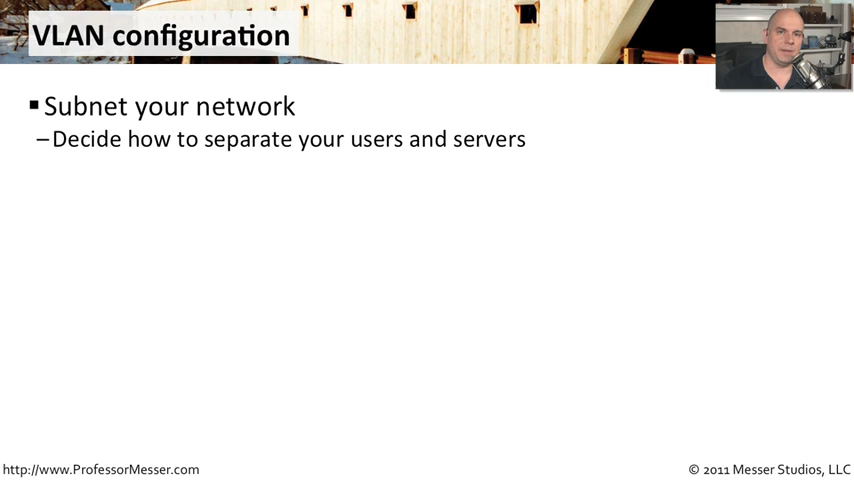 VLAN configuration
▪ Subnet your network
– Decide how to separate your users and servers
http://www.ProfessorMesser.com
© 2011 Messer Studios, LLC